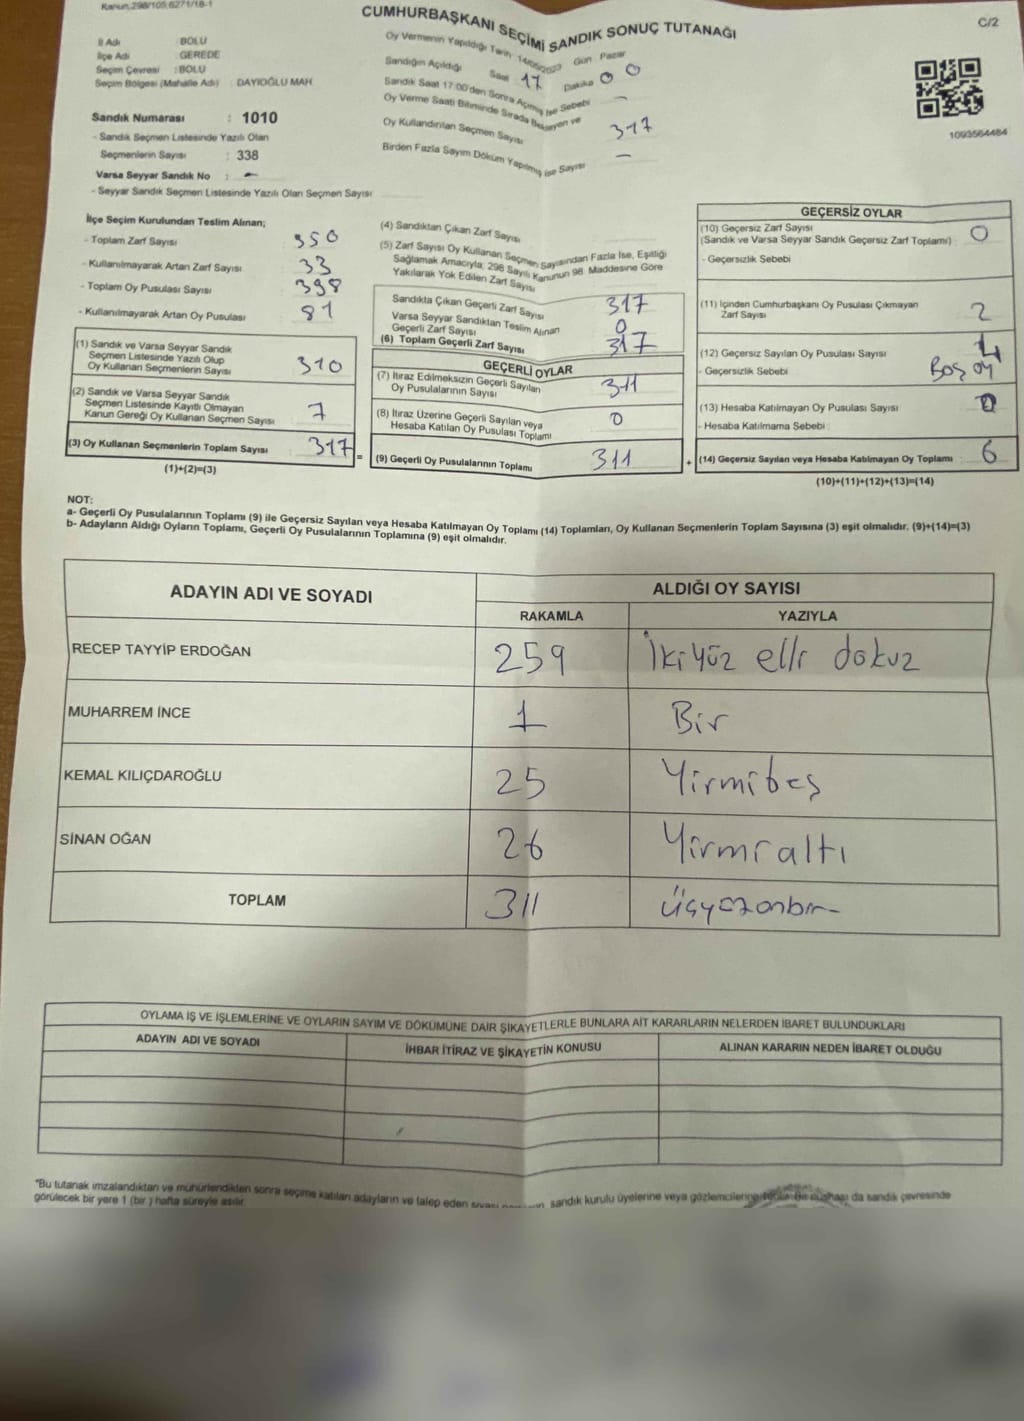 Kanun:298/105;6271/18-1
CUMHURBAŞKANI SEÇİMİ SANDIK SONUÇ TUTANAĞI
C/2
İl Adı : BOLU
İlçe Adı : GEREDE
Seçim Çevresi : BOLU
Seçim Bölgesi (Mahalle Adı) : DAYIOĞLU MAH
Sandık Numarası : 1010
- Sandık Seçmen Listesinde Yazılı Olan
Seçmenlerin Sayısı : 338
Varsa Seyyar Sandık No : -
- Seyyar Sandık Seçmen Listesinde Yazılı Olan Seçmen Sayısı
Oy Vermenin Yapıldığı Tarih : 14/05/2023 Gün : Pazar
Sandığın Açıldığı Saat 17 Dakika 00
Sandık Saat 17:00'den Sonra Açılmış İse Sebebi -
Oy Verme Saati Bitiminde Sırada Bekleyen ve
Oy Kullandırılan Seçmen Sayısı 317
Birden Fazla Sayım Döküm Yapılmış ise Sayısı -
1093564484
İlçe Seçim Kurulundan Teslim Alınan;
- Toplam Zarf Sayısı 350
- Kullanılmayarak Artan Zarf Sayısı 33
- Toplam Oy Pusulası Sayısı 398
- Kullanılmayarak Artan Oy Pusulası 81
(1) Sandık ve Varsa Seyyar Sandık
Seçmen Listesinde Yazılı Olup
Oy Kullanan Seçmenlerin Sayısı 310
(2) Sandık ve Varsa Seyyar Sandık
Seçmen Listesinde Kayıtlı Olmayan
Kanun Gereği Oy Kullanan Seçmen Sayısı 7
(3) Oy Kullanan Seçmenlerin Toplam Sayısı 317
(1)+(2)=(3)
=
(4) Sandıktan Çıkan Zarf Sayısı
(5) Zarf Sayısı Oy Kullanan Seçmen Sayısından Fazla İse, Eşitliği
Sağlamak Amacıyla; 298 Sayılı Kanunun 98. Maddesine Göre
Yakılarak Yok Edilen Zarf Sayısı
Sandıkta Çıkan Geçerli Zarf Sayısı 317
Varsa Seyyar Sandıktan Teslim Alınan
Geçerli Zarf Sayısı 0
(6) Toplam Geçerli Zarf Sayısı 317
GEÇERLİ OYLAR
(7) İtiraz Edilmeksizin Geçerli Sayılan
Oy Pusulalarının Sayısı 311
(8) İtiraz Üzerine Geçerli Sayılan veya
Hesaba Katılan Oy Pusulası Toplamı 0
(9) Geçerli Oy Pusulalarının Toplamı 311
+
GEÇERSİZ OYLAR
(10) Geçersiz Zarf Sayısı
(Sandık ve Varsa Seyyar Sandık Geçersiz Zarf Toplamı) : 0
- Geçersizlik Sebebi
(11) İçinden Cumhurbaşkanı Oy Pusulası Çıkmayan
Zarf Sayısı 2
(12) Geçersiz Sayılan Oy Pusulası Sayısı 4
- Geçersizlik Sebebi Boş oy
(13) Hesaba Katılmayan Oy Pusulası Sayısı 0
- Hesaba Katılmama Sebebi :
(14) Geçersiz Sayılan veya Hesaba Katılmayan Oy Toplamı : 6
(10)+(11)+(12)+(13)=(14)
NOT:
a- Geçerli Oy Pusulalarının Toplamı (9) ile Geçersiz Sayılan veya Hesaba Katılmayan Oy Toplamı (14) Toplamları, Oy Kullanan Seçmenlerin Toplam Sayısına (3) eşit olmalıdır. (9)+(14)=(3)
b- Adayların Aldığı Oyların Toplamı, Geçerli Oy Pusulalarının Toplamına (9) eşit olmalıdır.
ADAYIN ADI VE SOYADI ALDIĞI OY SAYISI
RAKAMLA YAZIYLA
RECEP TAYYİP ERDOĞAN 259 İkiyüz elli dokuz
MUHARREM İNCE 1 Bir
KEMAL KILIÇDAROĞLU 25 Yirmibeş
SİNAN OĞAN 26 Yirmi altı
TOPLAM 311 üçyüzonbir
OYLAMA İŞ VE İŞLEMLERİNE VE OYLARIN SAYIM VE DÖKÜMÜNE DAİR ŞİKAYETLERLE BUNLARA AİT KARARLARIN NELERDEN İBARET BULUNDUKLARI
ADAYIN ADI VE SOYADI İHBAR İTİRAZ VE ŞİKAYETİN KONUSU ALINAN KARARIN NEDEN İBARET OLDUĞU
"Bu tutanak imzalandıktan ve mühürlendikten sonra seçime katılan adayların ve talep eden siyasi sandık kurulu üyelerine veya gözlemcilerine da sandık çevresinde
görülecek bir yere 1 (bir ) hafta süreyle asılır.